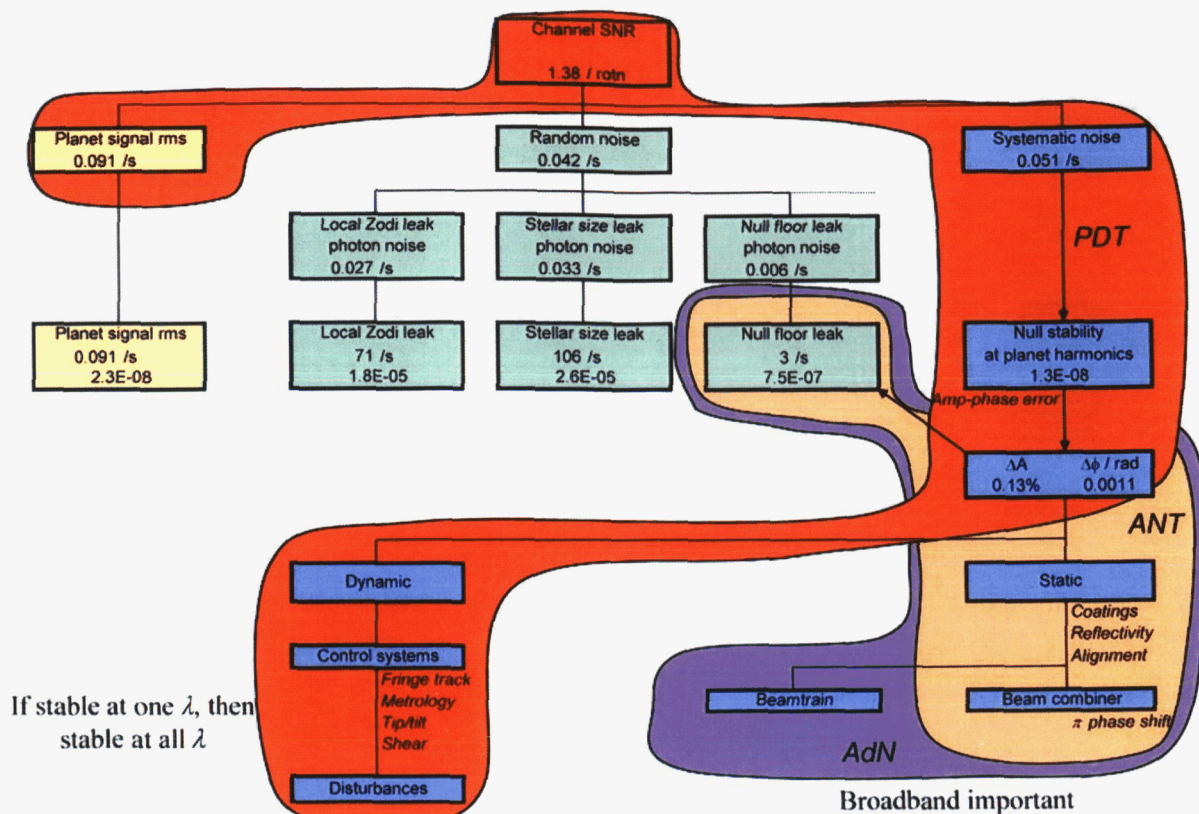 Channel SNR
1.38 / rotn
Planet signal rms
0.091 /s
Random noise
0.042 /s
Systematic noise
0.051 /s
Local Zodi leak
photon noise
0.027 /s
Stellar size leak
photon noise
0.033 /s
Null floor leak
photon noise
0.006 /s
PDT
Planet signal rms
0.091 /s
2.3E-08
Local Zodi leak
71 /s
1.8E-05
Stellar size leak
106 /s
2.6E-05
Null floor leak
3 /s
7.5E-07
Null stability
at planet harmonics
1.3E-08
Amp-phase error
ΔA Δϕ / rad
0.13% 0.0011
ANT
Dynamic
Static
Coatings
Reflectivity
Alignment
Control systems
Fringe track
Metrology
Tip/tilt
Shear
Beamtrain
Beam combiner
π phase shift
If stable at one λ, then
stable at all λ
AdN
Disturbances
Broadband important